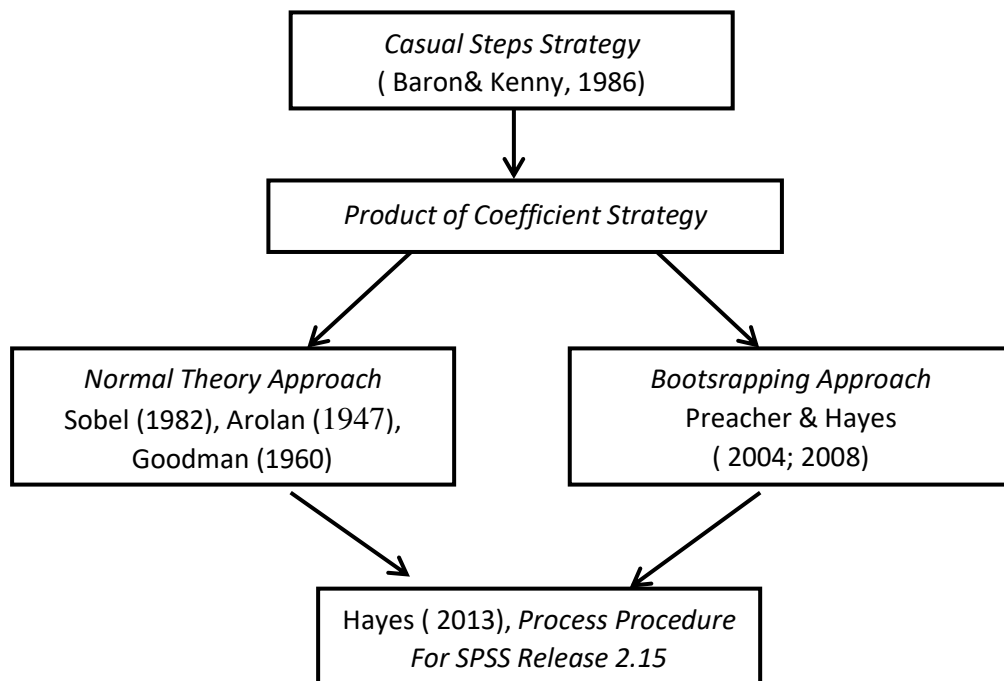 Casual Steps Strategy
( Baron& Kenny, 1986)
Product of Coefficient Strategy
Normal Theory Approach
Sobel (1982), Arolan (1947),
Goodman (1960)
Bootsrapping Approach
Preacher & Hayes
( 2004; 2008)
Hayes ( 2013), Process Procedure
For SPSS Release 2.15